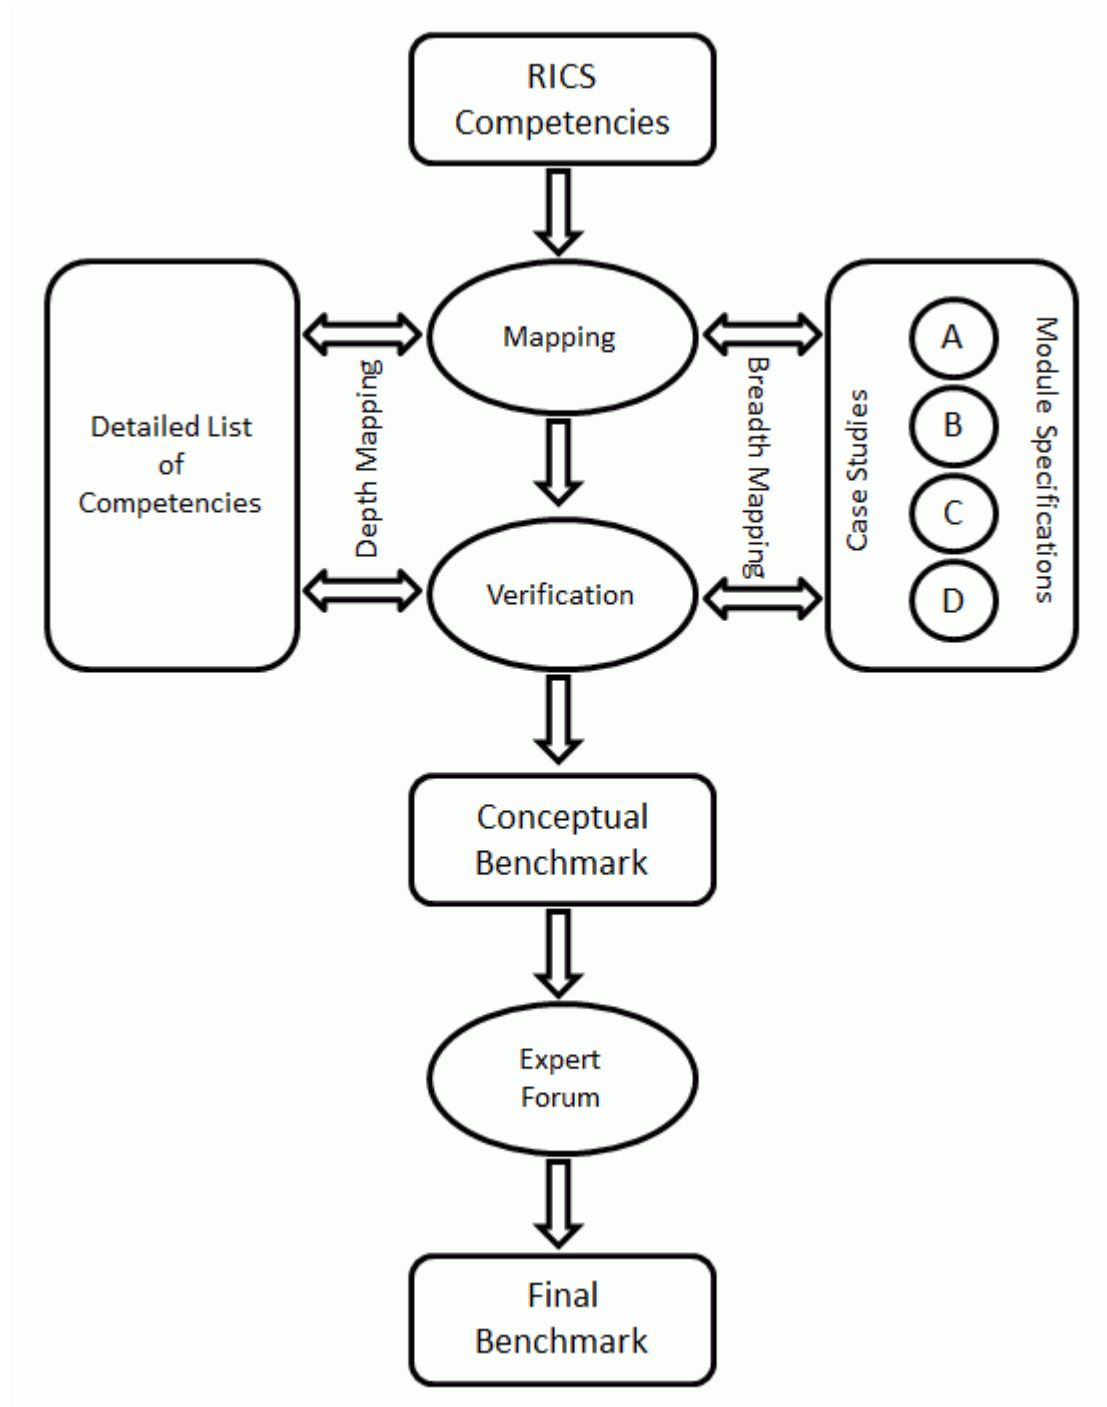 RICS
Competencies
Mapping
Detailed List
of
Competencies
Depth Mapping
Breadth Mapping
Case Studies
A
B
C
D
Module Specifications
Verification
Conceptual
Benchmark
Expert
Forum
Final
Benchmark